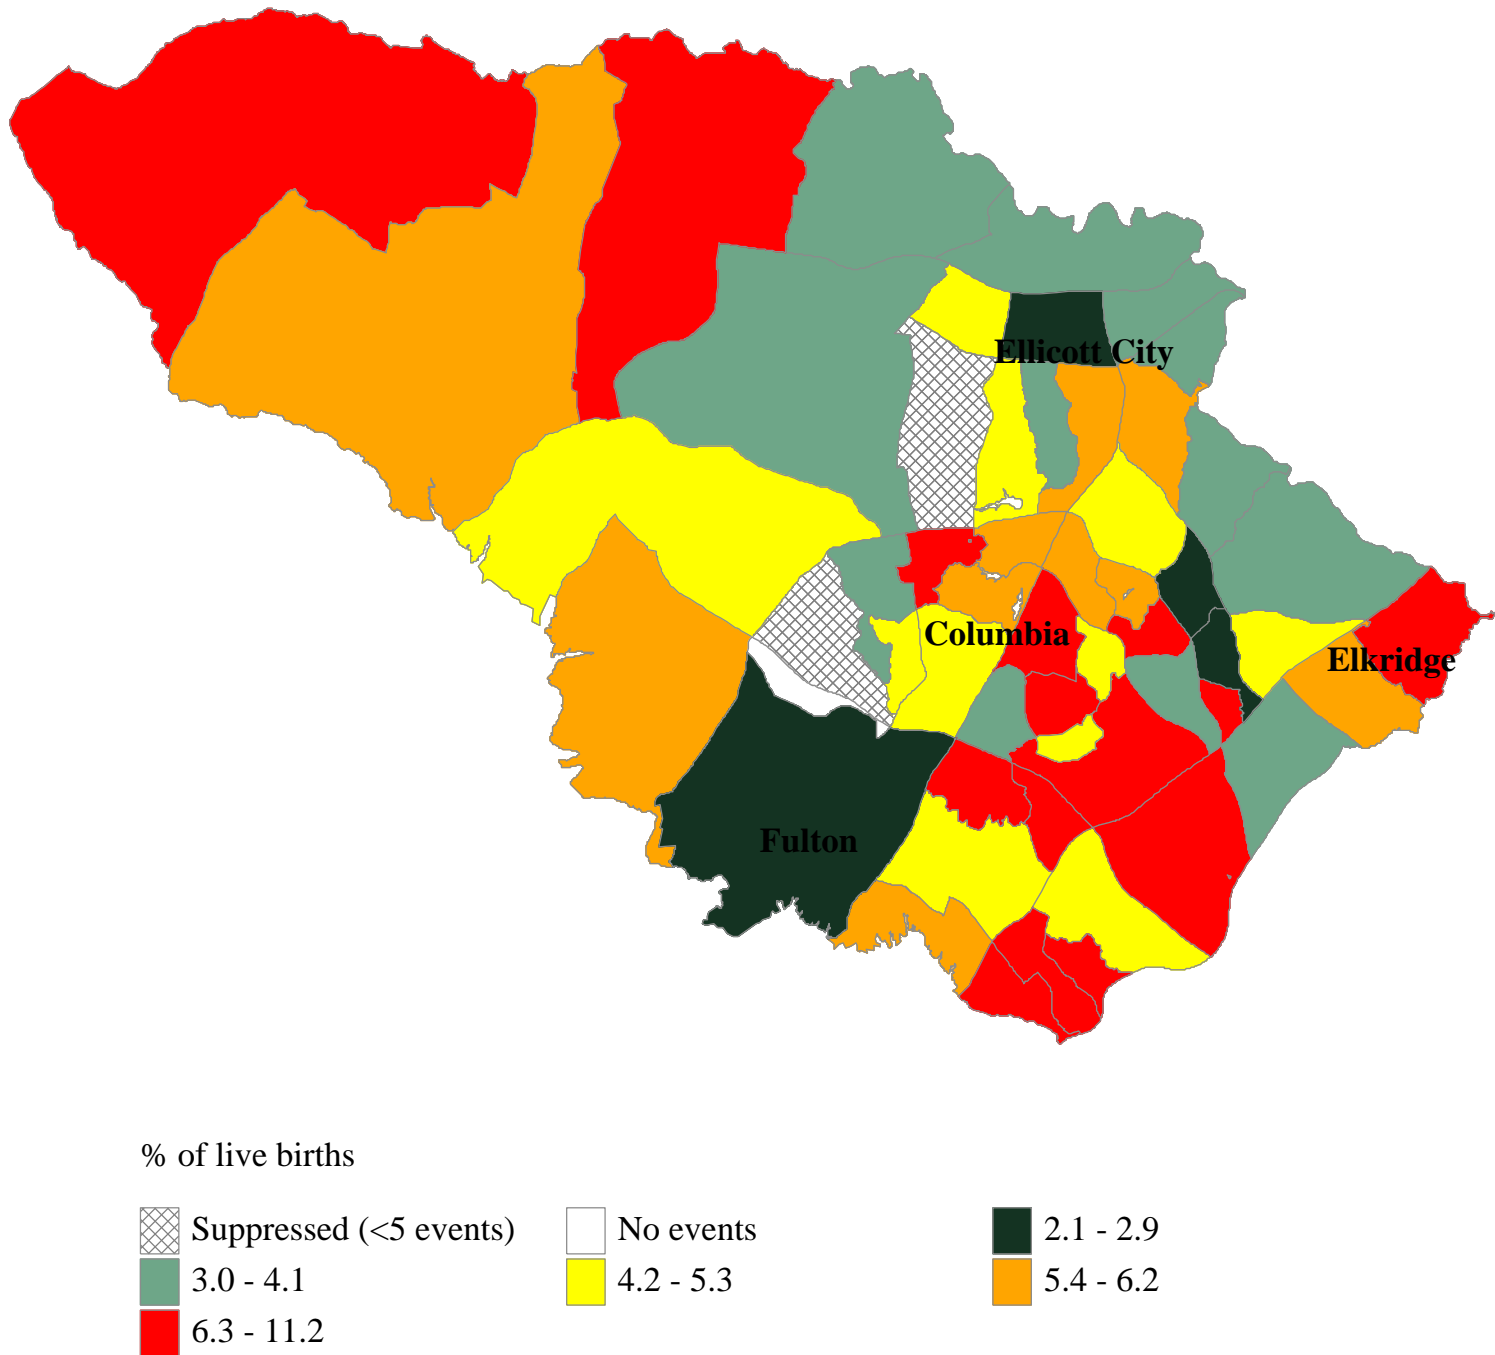 Ellicott City
Columbia
Elkridge
Fulton
% of live births
Suppressed (<5 events)
No events
2.1 - 2.9
3.0 - 4.1
4.2 - 5.3
5.4 - 6.2
6.3 - 11.2